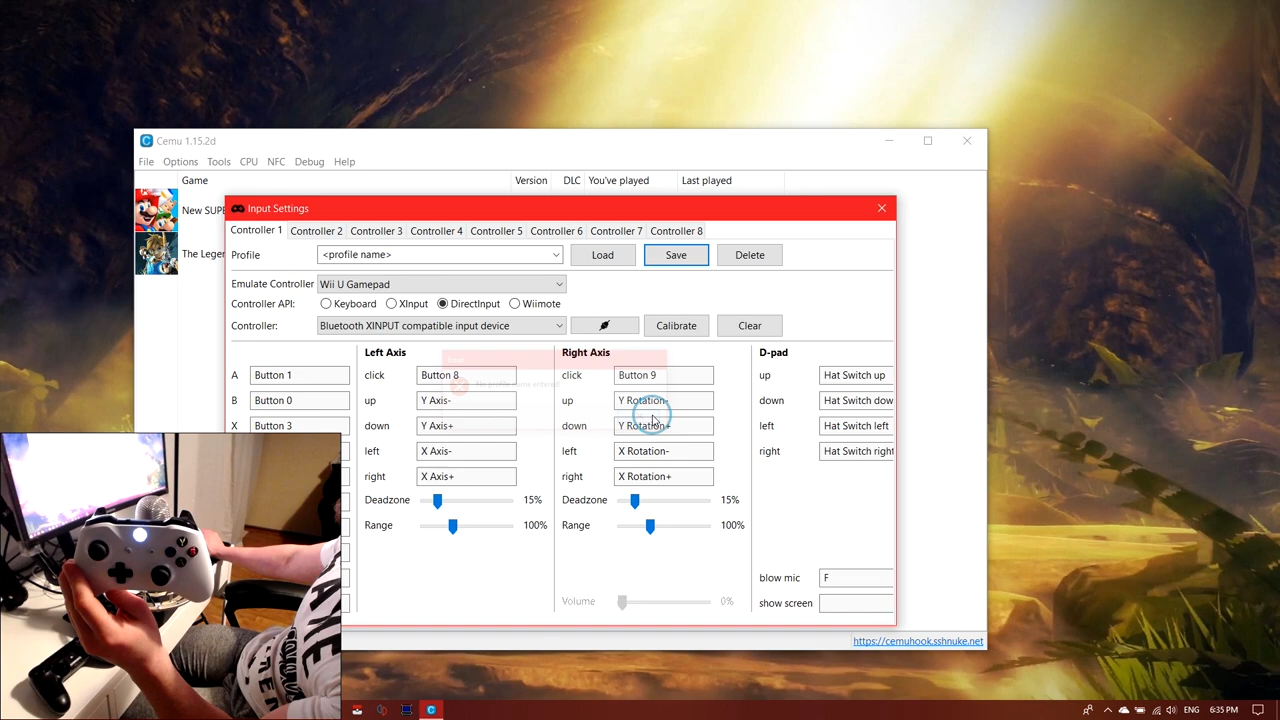 Cemu 1.15.2d
File Options Tools CPU NFC Debug Help
Game Version DLC You've played Last played
New SUPE
The Leger
Input Settings
Controller 1 Controller 2 Controller 3 Controller 4 Controller 5 Controller 6 Controller 7 Controller 8
Profile <profile name> Load Save Delete
Emulate Controller Wii U Gamepad
Controller API: Keyboard XInput DirectInput Wiimote
Controller: Bluetooth XINPUT compatible input device Calibrate Clear
Left Axis Right Axis D-pad
Error
No profile name entered
A Button 1 click Button 8 click Button 9 up Hat Switch up
B Button 0 up Y Axis- up Y Rotation- down Hat Switch dow
X Button 3 down Y Axis+ down Y Rotation+ left Hat Switch left
left X Axis- left X Rotation- right Hat Switch right
right X Axis+ right X Rotation+
Deadzone 15% Deadzone 15%
Range 100% Range 100%
blow mic F
Volume 0% show screen
https://cemuhook.sshnuke.net
ENG 6:35 PM